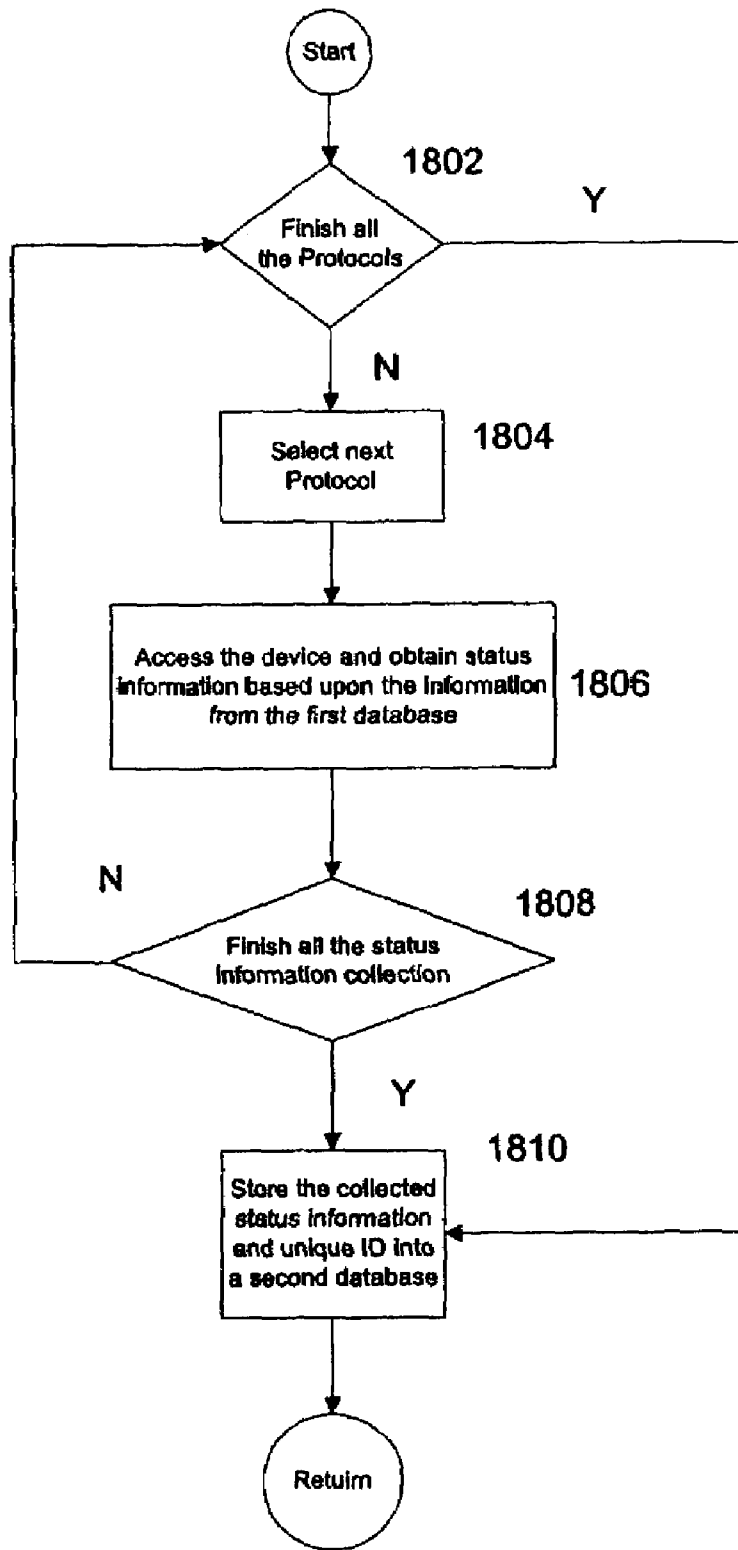 Start
1802
Y
Finish all
the Protocols
N
1804
Select next
Protocol
Access the device and obtain status
information based upon the information
from the first database
1806
N
1808
Finish all the status
information collection
Y
1810
Store the collected
status information
and unique ID into
a second database
Return